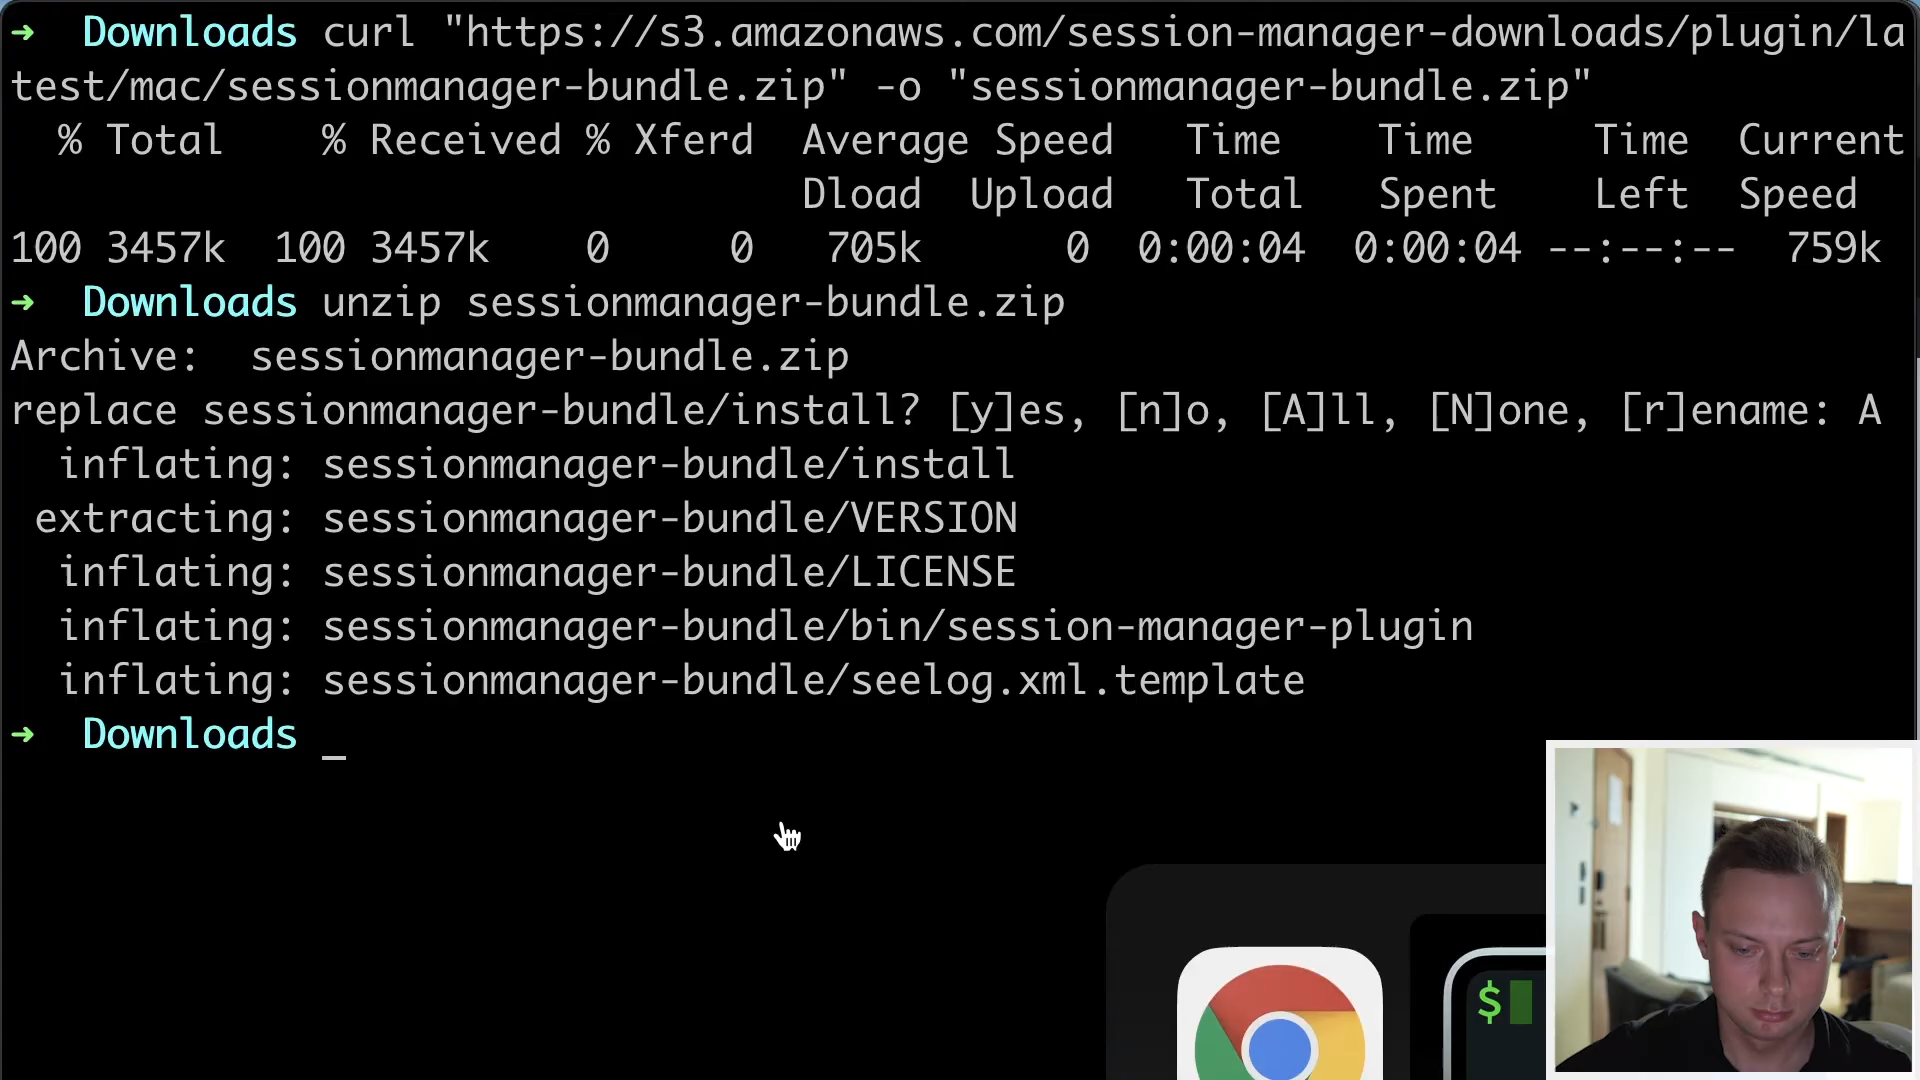 ➜  Downloads curl "https://s3.amazonaws.com/session-manager-downloads/plugin/la
test/mac/sessionmanager-bundle.zip" -o "sessionmanager-bundle.zip"
  % Total    % Received % Xferd  Average Speed   Time    Time     Time  Current
                                 Dload  Upload   Total   Spent    Left  Speed
100 3457k  100 3457k    0     0   705k      0  0:00:04  0:00:04 --:--:--  759k
➜  Downloads unzip sessionmanager-bundle.zip
Archive:  sessionmanager-bundle.zip
replace sessionmanager-bundle/install? [y]es, [n]o, [A]ll, [N]one, [r]ename: A
  inflating: sessionmanager-bundle/install
 extracting: sessionmanager-bundle/VERSION
  inflating: sessionmanager-bundle/LICENSE
  inflating: sessionmanager-bundle/bin/session-manager-plugin
  inflating: sessionmanager-bundle/seelog.xml.template
➜  Downloads _
$